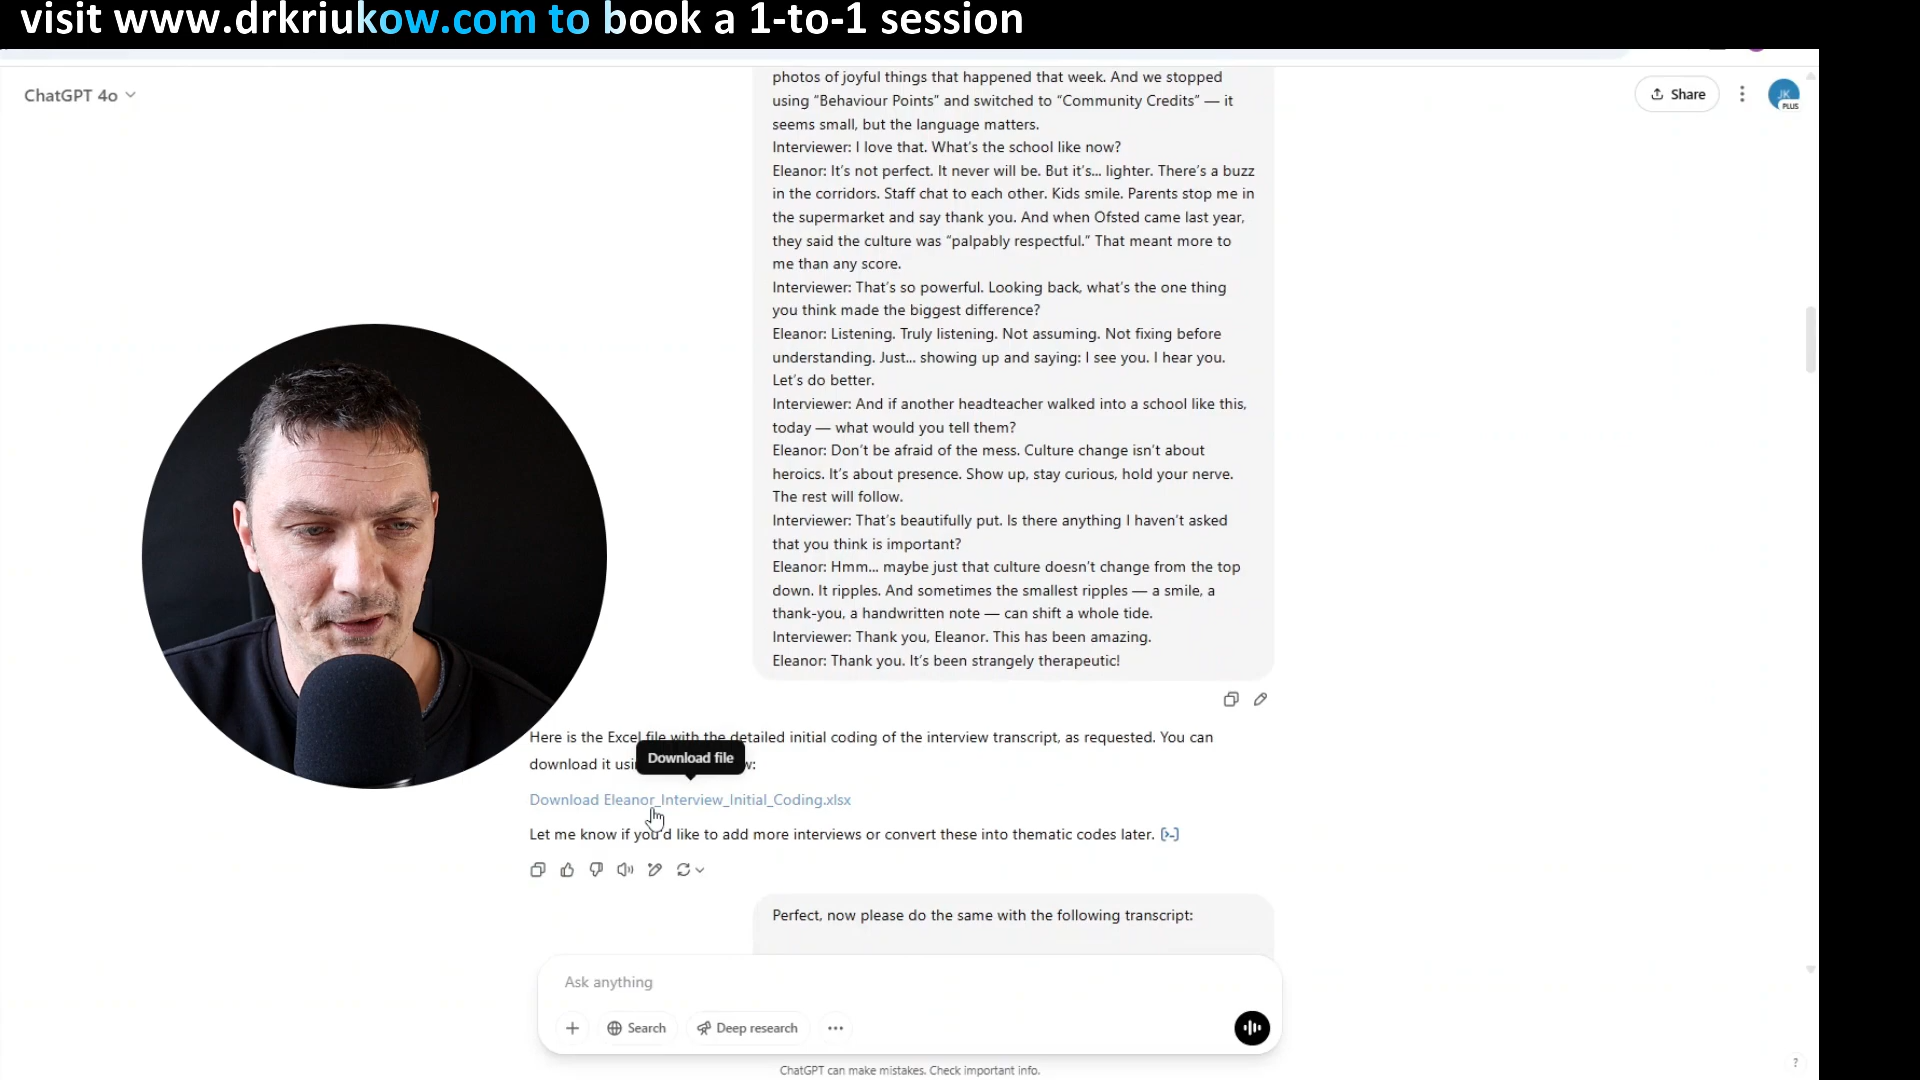 visit www.drkriukow.com to book a 1-to-1 session
ChatGPT 4o
Share
JK
PLUS
photos of joyful things that happened that week. And we stopped
using “Behaviour Points” and switched to “Community Credits” — it
seems small, but the language matters.
Interviewer: I love that. What’s the school like now?
Eleanor: It’s not perfect. It never will be. But it’s... lighter. There’s a buzz
in the corridors. Staff chat to each other. Kids smile. Parents stop me in
the supermarket and say thank you. And when Ofsted came last year,
they said the culture was “palpably respectful.” That meant more to
me than any score.
Interviewer: That’s so powerful. Looking back, what’s the one thing
you think made the biggest difference?
Eleanor: Listening. Truly listening. Not assuming. Not fixing before
understanding. Just... showing up and saying: I see you. I hear you.
Let’s do better.
Interviewer: And if another headteacher walked into a school like this,
today — what would you tell them?
Eleanor: Don’t be afraid of the mess. Culture change isn’t about
heroics. It’s about presence. Show up, stay curious, hold your nerve.
The rest will follow.
Interviewer: That’s beautifully put. Is there anything I haven’t asked
that you think is important?
Eleanor: Hmm... maybe just that culture doesn’t change from the top
down. It ripples. And sometimes the smallest ripples — a smile, a
thank-you, a handwritten note — can shift a whole tide.
Interviewer: Thank you, Eleanor. This has been amazing.
Eleanor: Thank you. It’s been strangely therapeutic!
Here is the Excel file with the detailed initial coding of the interview transcript, as requested. You can
download it usi
Download file
w:
Download Eleanor_Interview_Initial_Coding.xlsx
Let me know if you’d like to add more interviews or convert these into thematic codes later.
Perfect, now please do the same with the following transcript:
Ask anything
Search
Deep research
ChatGPT can make mistakes. Check important info.
?